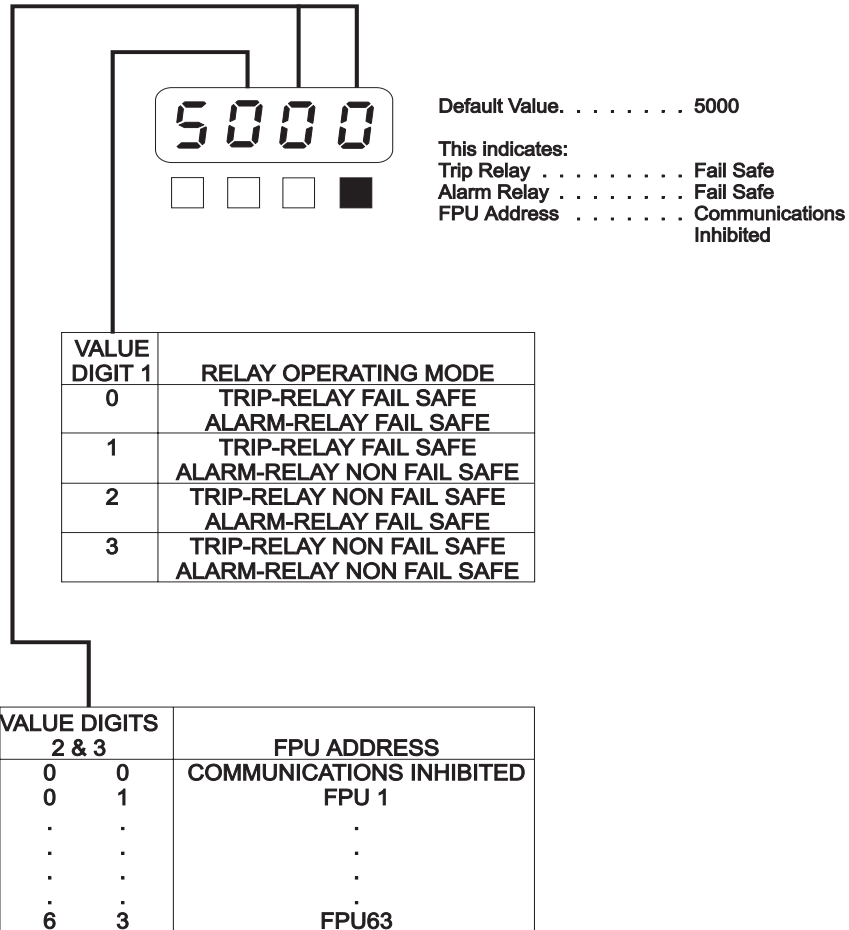 5000
Default Value. . . . . . . . 5000
This indicates:
Trip Relay . . . . . . . . . . Fail Safe
Alarm Relay . . . . . . . . Fail Safe
FPU Address . . . . . . . Communications
Inhibited
VALUE
DIGIT 1 RELAY OPERATING MODE
0 TRIP-RELAY FAIL SAFE
ALARM-RELAY FAIL SAFE
1 TRIP-RELAY FAIL SAFE
ALARM-RELAY NON FAIL SAFE
2 TRIP-RELAY NON FAIL SAFE
ALARM-RELAY FAIL SAFE
3 TRIP-RELAY NON FAIL SAFE
ALARM-RELAY NON FAIL SAFE
VALUE DIGITS
2 & 3 FPU ADDRESS
0 0 COMMUNICATIONS INHIBITED
0 1 FPU 1
. . .
. . .
. . .
. . .
6 3 FPU63